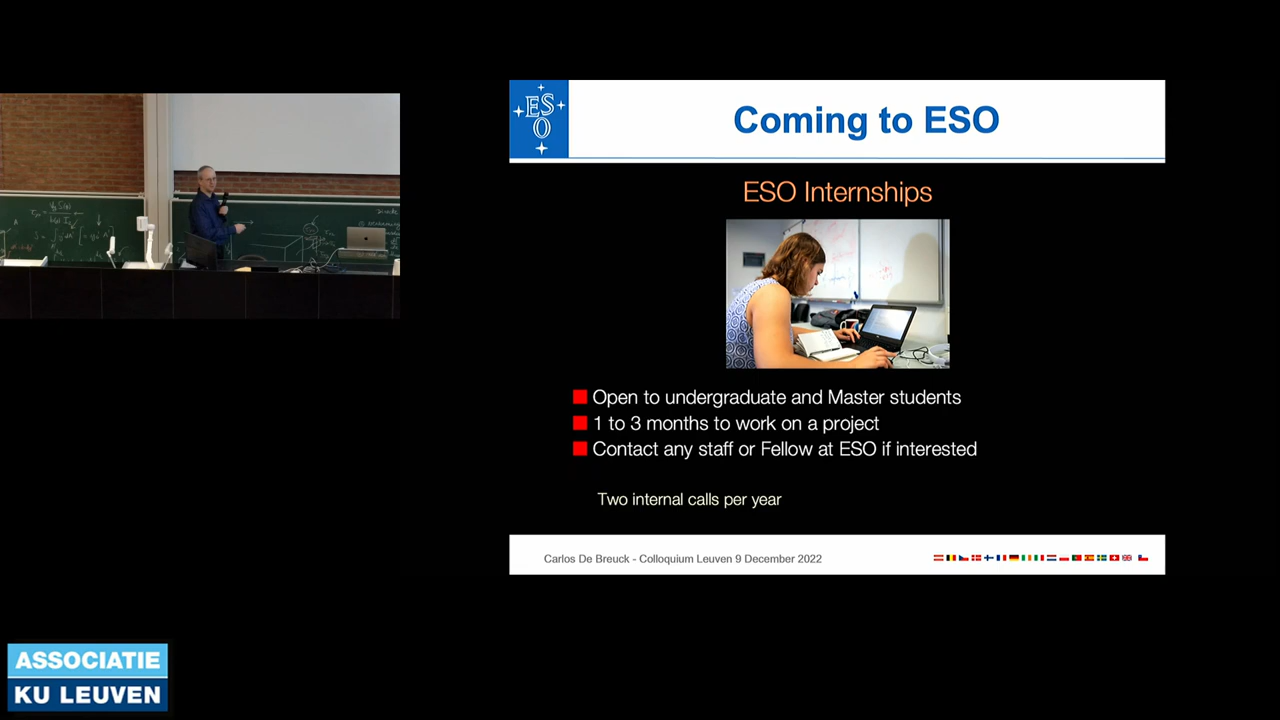 ESO
Coming to ESO
ESO Internships
Open to undergraduate and Master students
1 to 3 months to work on a project
Contact any staff or Fellow at ESO if interested
Two internal calls per year
Carlos De Breuck - Colloquium Leuven 9 December 2022
ASSOCIATIE
KU LEUVEN